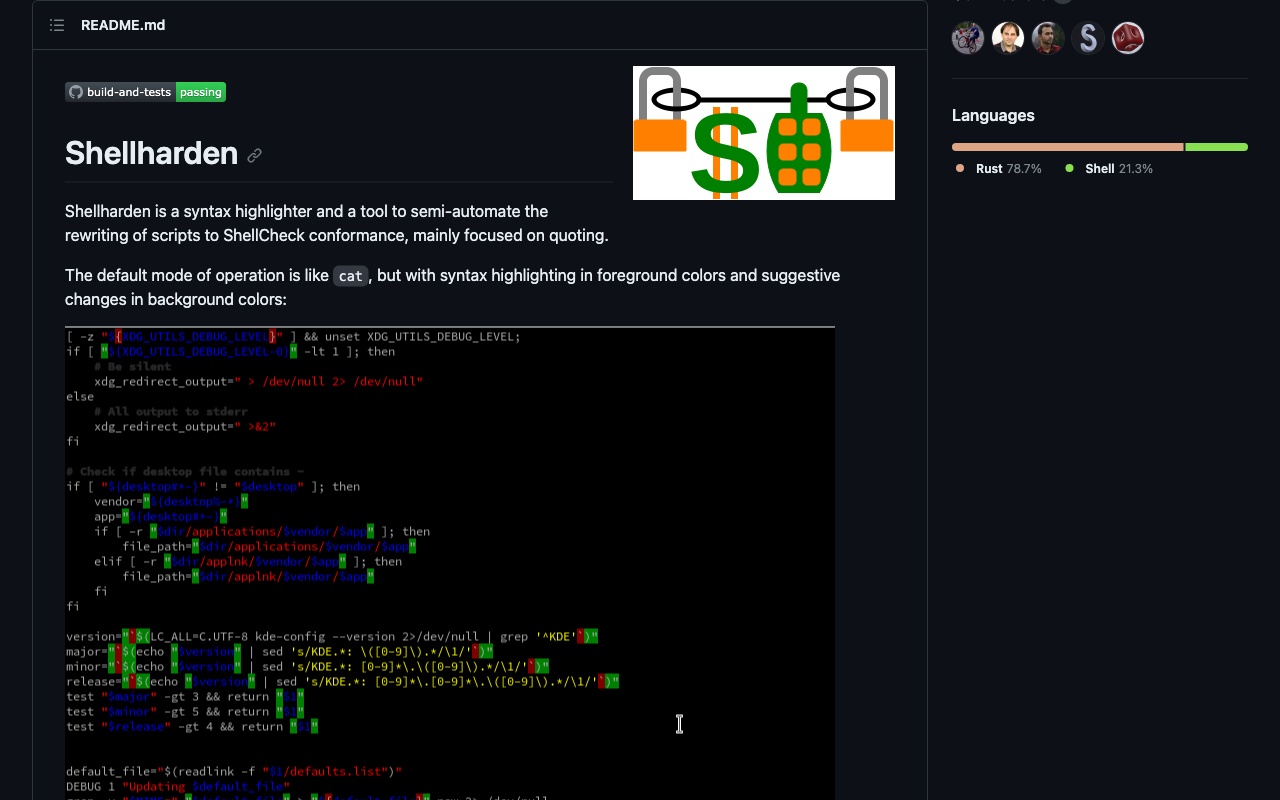 README.md
build-and-tests passing
Shellharden
Shellharden is a syntax highlighter and a tool to semi-automate the
rewriting of scripts to ShellCheck conformance, mainly focused on quoting.
The default mode of operation is like cat, but with syntax highlighting in foreground colors and suggestive
changes in background colors:
[ -z "${XDG_UTILS_DEBUG_LEVEL}" ] && unset XDG_UTILS_DEBUG_LEVEL;
if [ "${XDG_UTILS_DEBUG_LEVEL-0}" -lt 1 ]; then
# Be silent
xdg_redirect_output=" > /dev/null 2> /dev/null"
else
# All output to stderr
xdg_redirect_output=" >&2"
fi
# Check if desktop file contains -
if [ "${desktop#*-}" != "$desktop" ]; then
vendor="${desktop%-*}"
app="${desktop#*-}"
if [ -r "$dir/applications/$vendor/$app" ]; then
file_path="$dir/applications/$vendor/$app"
elif [ -r "$dir/applnk/$vendor/$app" ]; then
file_path="$dir/applnk/$vendor/$app"
fi
fi
version="`$(LC_ALL=C.UTF-8 kde-config --version 2>/dev/null | grep '^KDE'`)"
major="`$(echo "$version" | sed 's/KDE.*: \([0-9]\).*/\1/'`)"
minor="`$(echo "$version" | sed 's/KDE.*: [0-9]*\.\([0-9]\).*/\1/'`)"
release="`$(echo "$version" | sed 's/KDE.*: [0-9]*\.[0-9]*\.\([0-9]\).*/\1/'`)"
test "$major" -gt 3 && return "$1"
test "$minor" -gt 5 && return "$1"
test "$release" -gt 4 && return "$1"
default_file="$(readlink -f "$1/defaults.list")"
DEBUG 1 "Updating $default_file"
Languages
Rust 78.7% Shell 21.3%